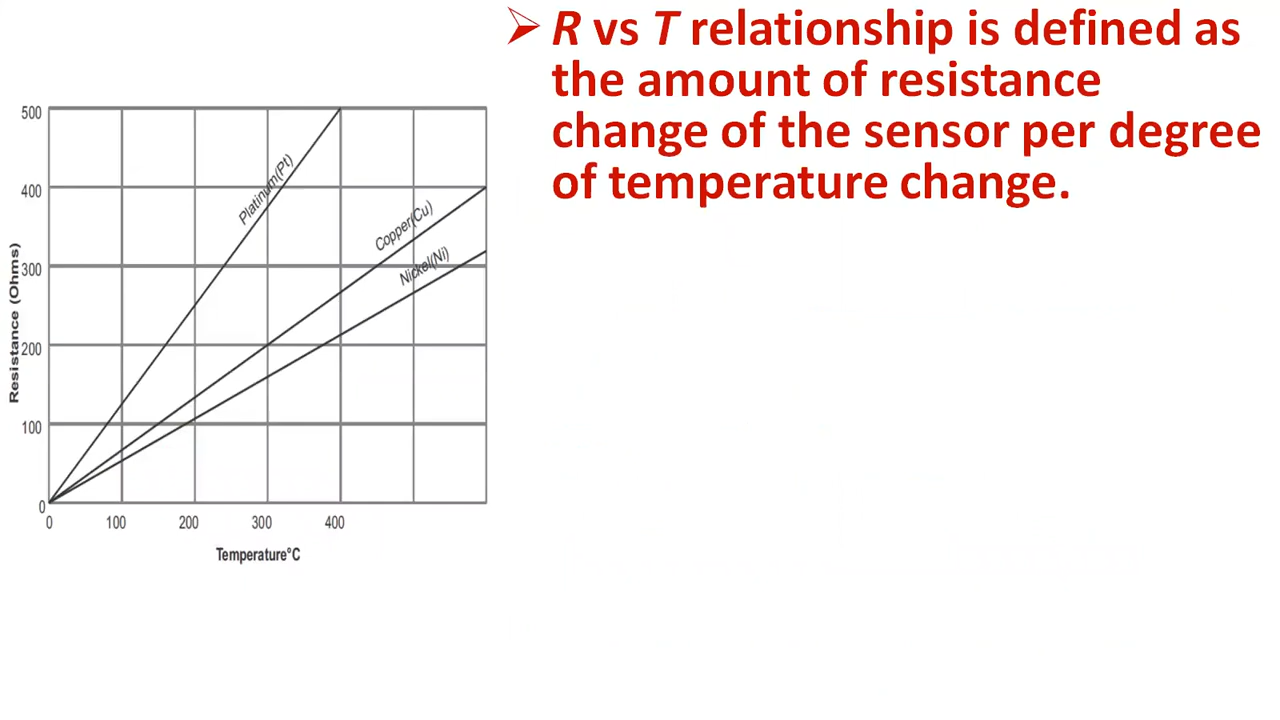 ➢ R vs T relationship is defined as
the amount of resistance
change of the sensor per degree
of temperature change.
500
400
300
200
100
0
Resistance (Ohms)
Platinum(Pt)
Copper(Cu)
Nickel(Ni)
0 100 200 300 400
Temperature°C